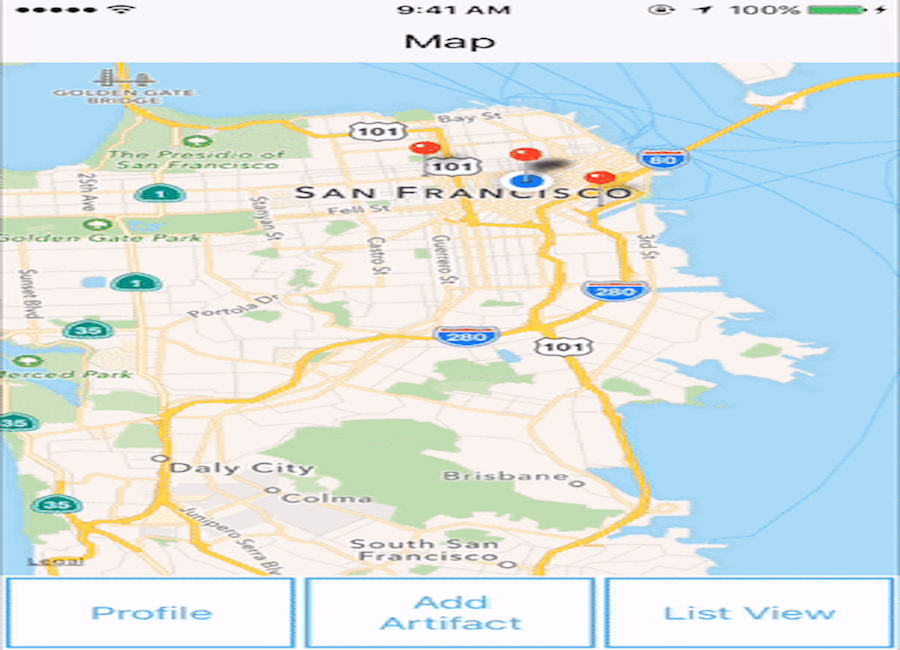 9:41 AM
100%
Map
GOLDEN GATE
BRIDGE
Bay St
101
The Presidio of
San Francisco
101
80
25th Ave
1
SAN FRANCISCO
Stanyan St
Fell St
Golden Gate Park
Castro St
Guerrero St
3rd St
Sunset Blvd
1
280
Portola Dr
35
280
101
Merced Park
35
Daly City
Brisbane
Colma
35
Junipero Serra Blv
South San
Francisco
Legal
Profile
Add
Artifact
List View